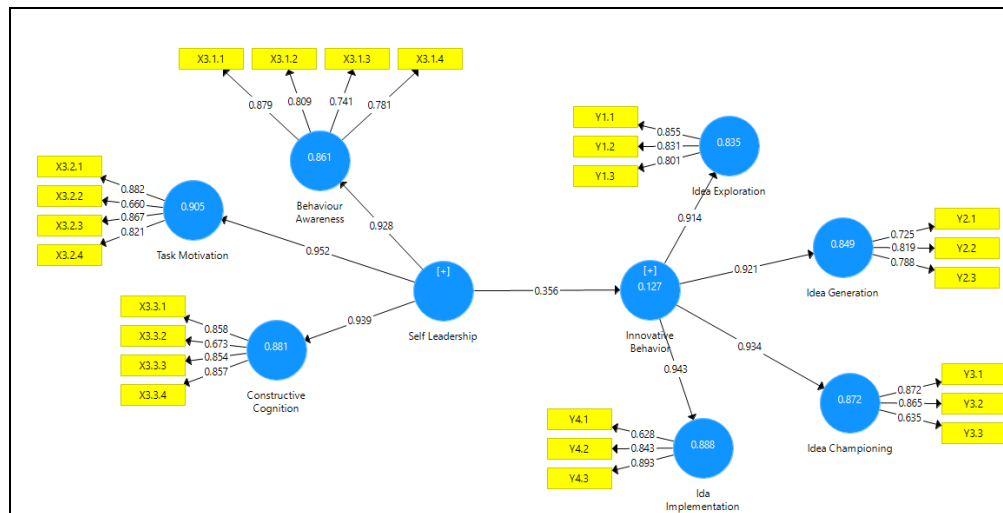 X3.1.1
X3.1.2
X3.1.3
X3.1.4
0.879
0.809
0.741
0.781
0.861
Behaviour
Awareness
X3.2.1
X3.2.2
X3.2.3
X3.2.4
0.882
0.660
0.867
0.821
0.905
Task Motivation
0.928
0.952
0.939
X3.3.1
X3.3.2
X3.3.3
X3.3.4
0.858
0.673
0.854
0.857
0.881
Constructive
Cognition
[+]
Self Leadership
0.356
[+]
0.127
Innovative
Behavior
Y1.1
Y1.2
Y1.3
0.855
0.831
0.801
0.835
Idea Exploration
0.914
0.921
0.849
Idea Generation
0.725
0.819
0.788
Y2.1
Y2.2
Y2.3
0.934
0.872
Idea Championing
0.872
0.865
0.635
Y3.1
Y3.2
Y3.3
0.943
Y4.1
Y4.2
Y4.3
0.628
0.843
0.893
0.888
Ida
Implementation